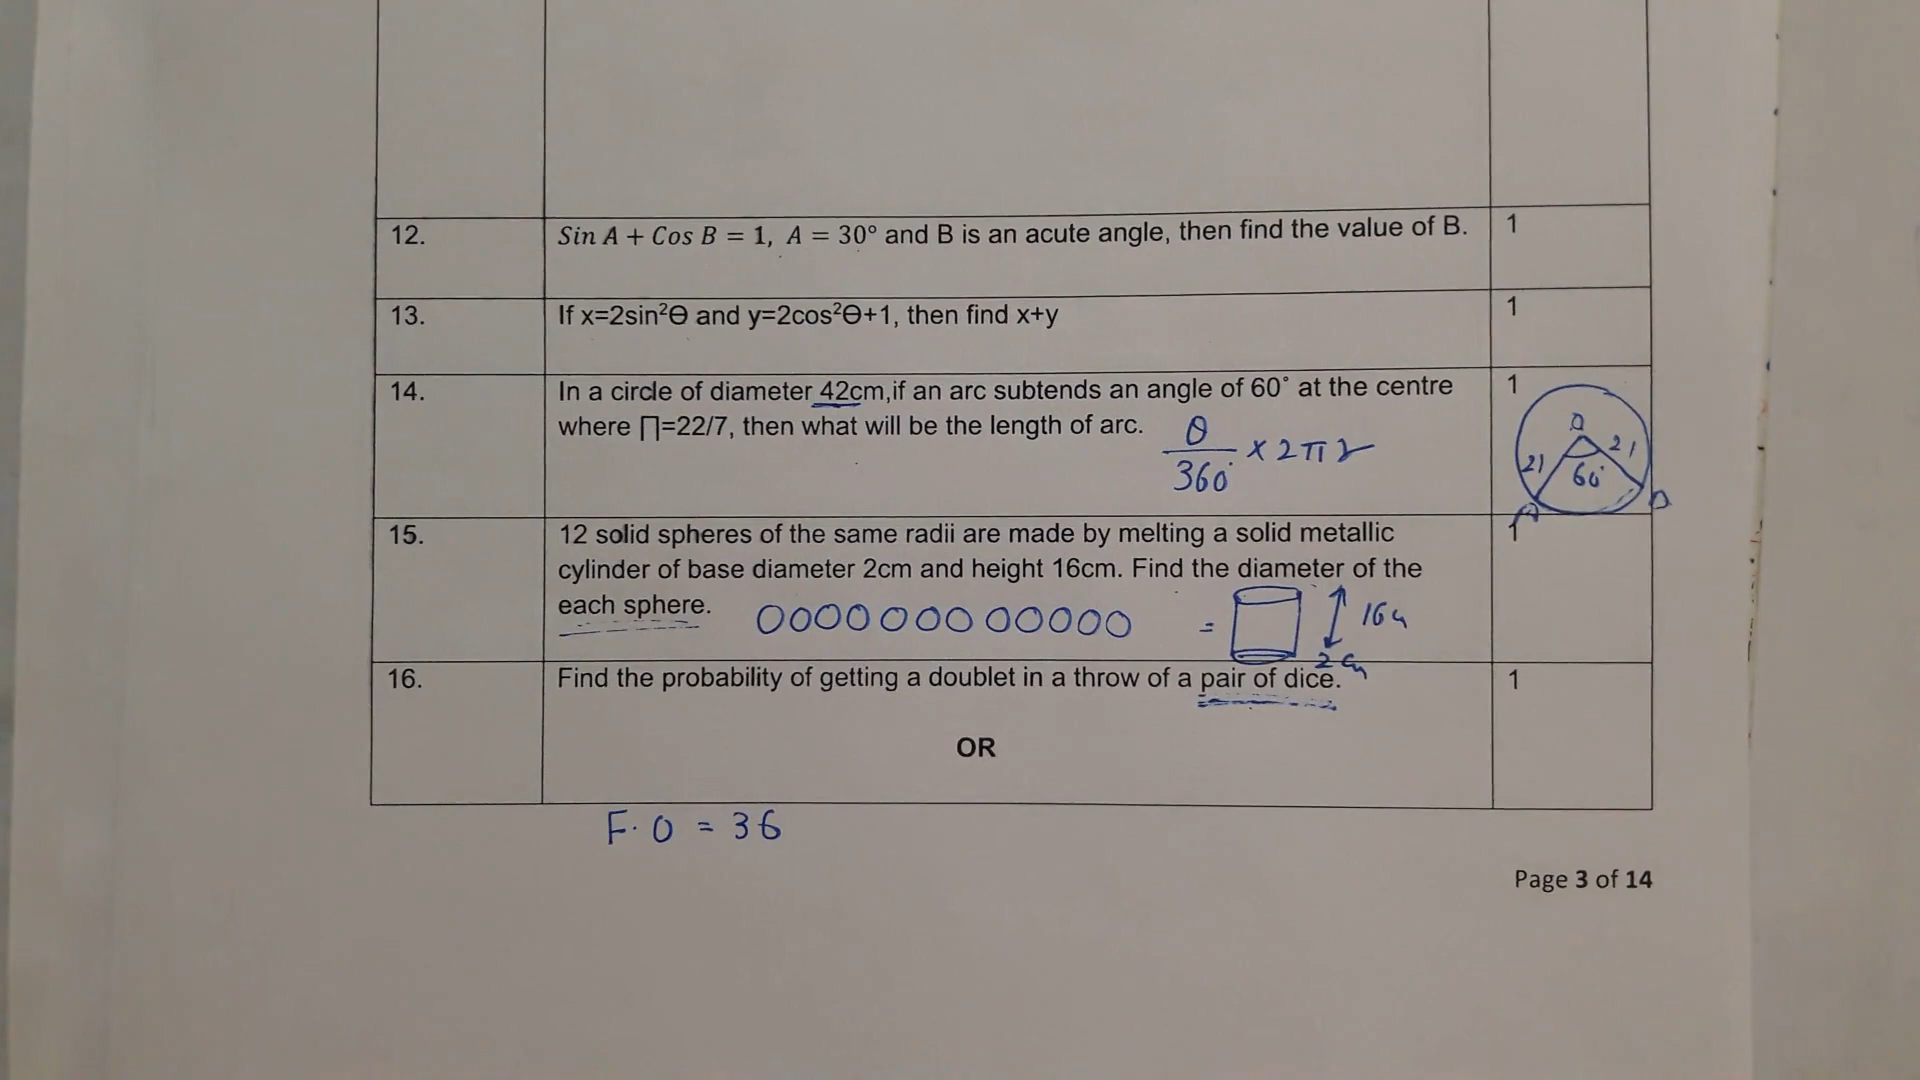 12.
Sin A + Cos B = 1, A = 30° and B is an acute angle, then find the value of B.
1
13.
If x=2sin²Θ and y=2cos²Θ+1, then find x+y
1
14.
In a circle of diameter 42cm,if an arc subtends an angle of 60˚ at the centre
where ∏=22/7, then what will be the length of arc.
1
θ/360° × 2πr
O
21 21
60°
15.
12 solid spheres of the same radii are made by melting a solid metallic
cylinder of base diameter 2cm and height 16cm. Find the diameter of the
each sphere.
1
=
2 cm
16.
Find the probability of getting a doublet in a throw of a pair of dice.
1
OR
F. O = 36
Page 3 of 14